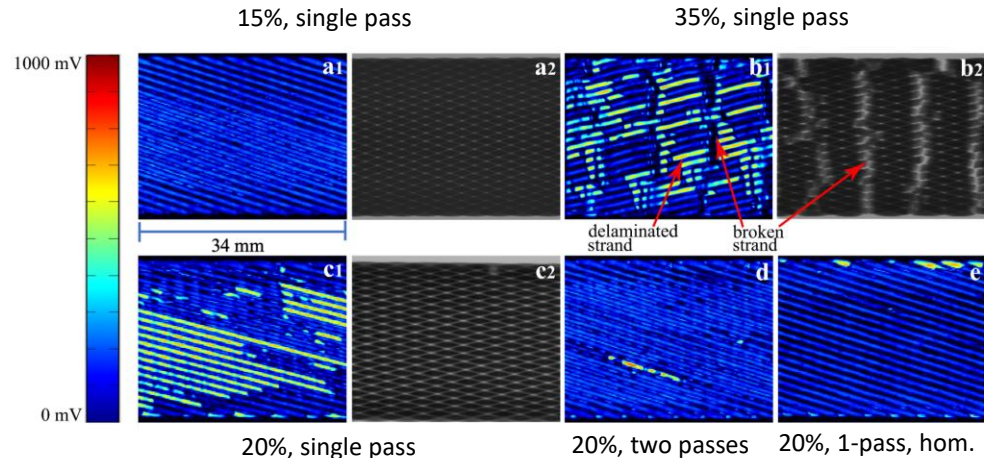 15%, single pass
35%, single pass
1000 mV
a1
a2
b1
b2
34 mm
delaminated
strand
broken
strand
c1
c2
d
e
0 mV
20%, single pass
20%, two passes
20%, 1-pass, hom.